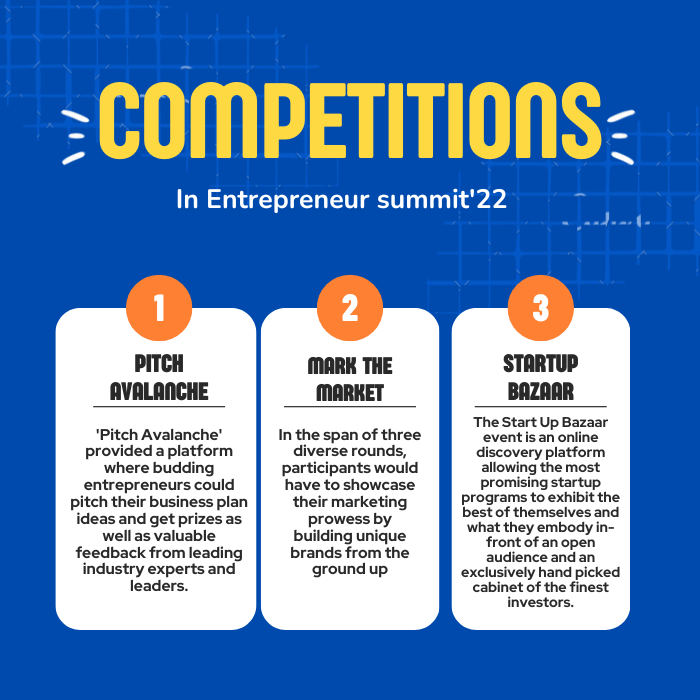 COMPETITIONS
In Entrepreneur summit'22
1
PITCH
AVALANCHE
'Pitch Avalanche'
provided a platform
where budding
entrepreneurs could
pitch their business plan
ideas and get prizes as
well as valuable
feedback from leading
industry experts and
leaders.
2
MARK THE
MARKET
In the span of three
diverse rounds,
participants would
have to showcase
their marketing
prowess by
building unique
brands from the
ground up
3
STARTUP
BAZAAR
The Start Up Bazaar
event is an online
discovery platform
allowing the most
promising startup
programs to exhibit the
best of themselves and
what they embody in-
front of an open
audience and an
exclusively hand picked
cabinet of the finest
investors.